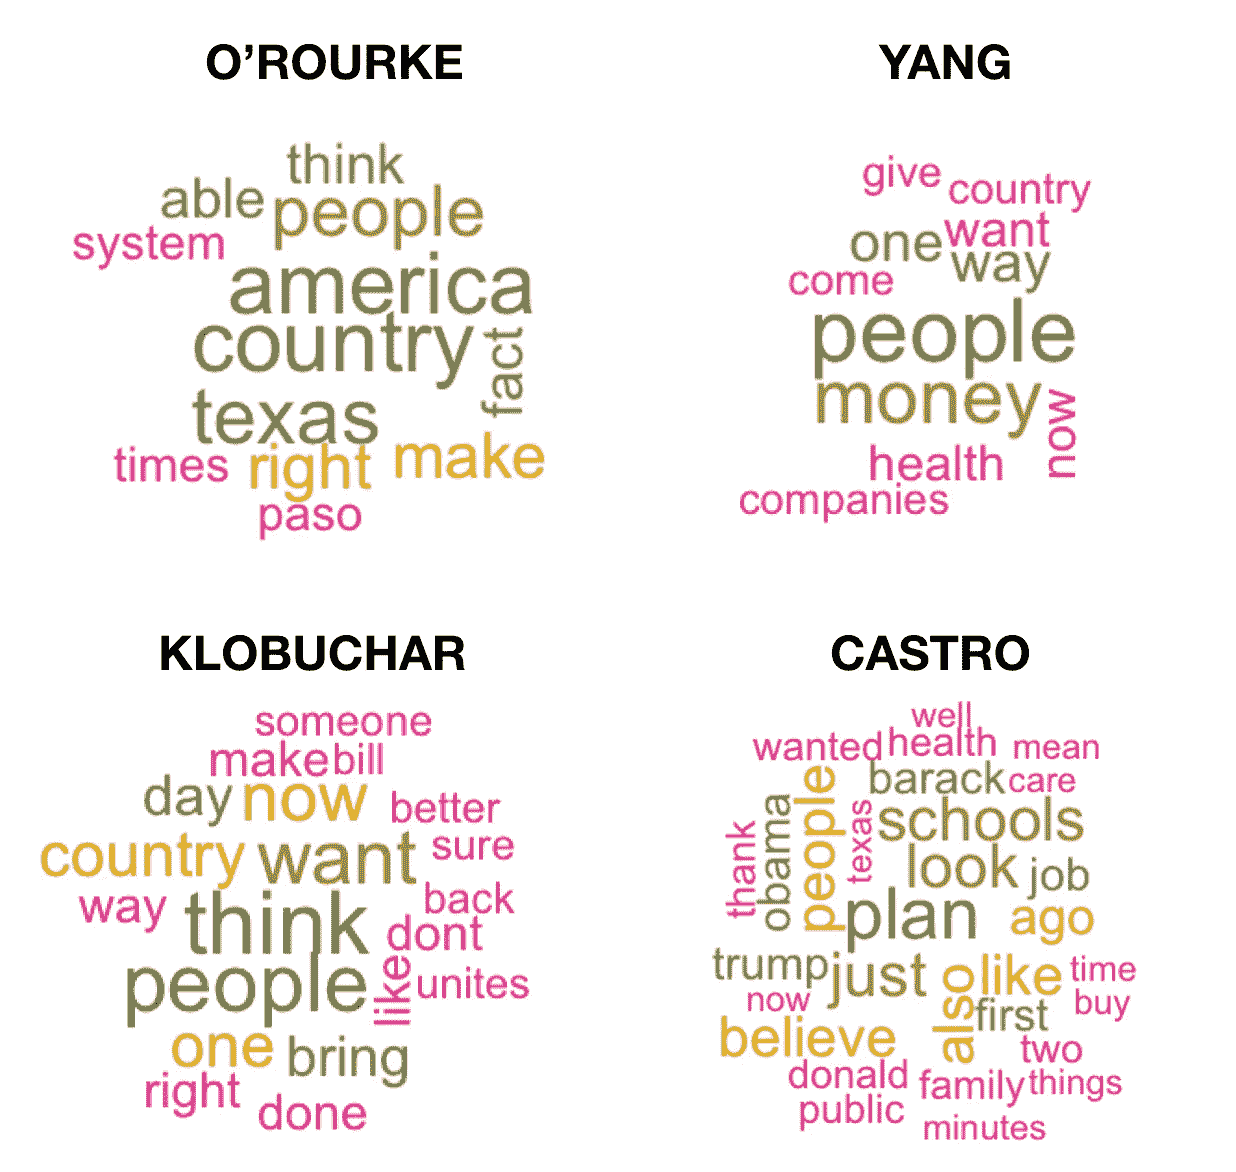 O'ROURKE
think
able people
system
america
country
fact
texas
times right make
paso
YANG
give country
one want
way
come
people
money
now
health
companies
KLOBUCHAR
someone
make bill
day now better
country want sure
way think back
dont
people like unites
one bring
right done
CASTRO
well
wanted health mean
barack care
people
obama
thank
texas
schools
look job
plan ago
trump just also like time
now first buy
believe two
donald family things
public minutes